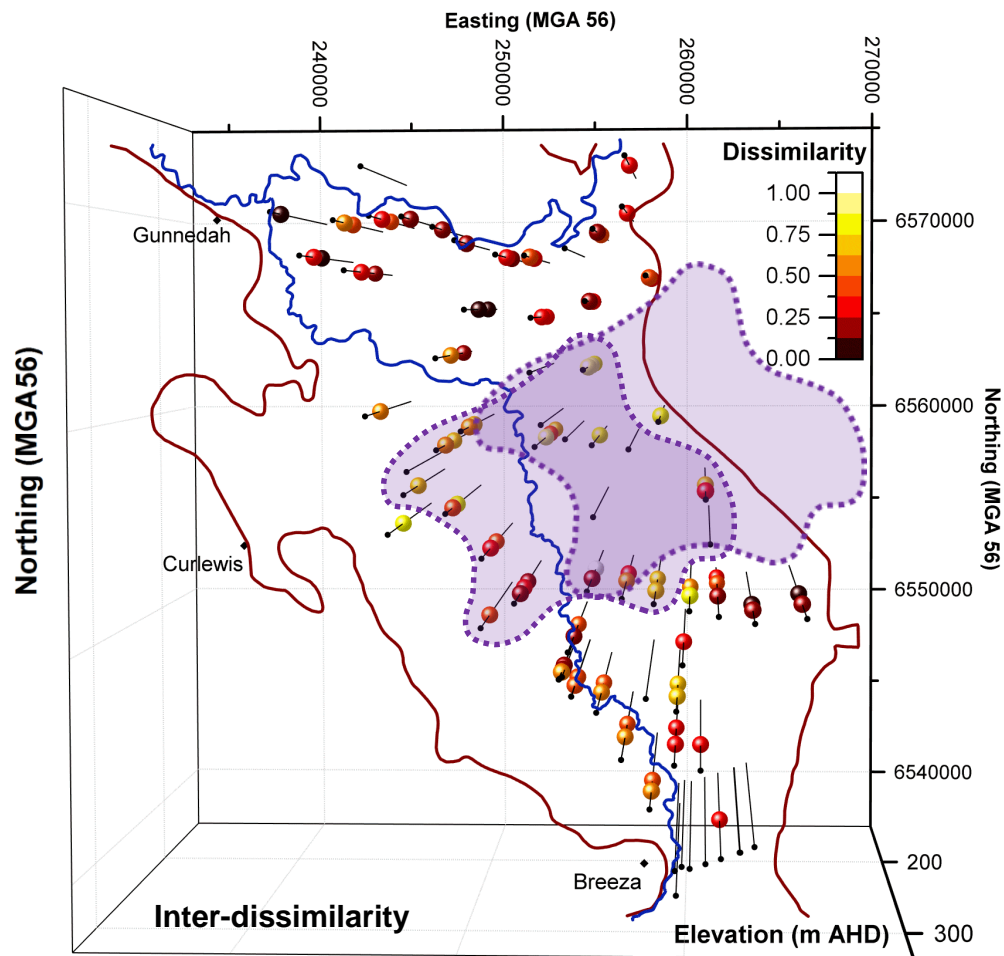 Easting (MGA 56)
240000
250000
260000
270000
Dissimilarity
1.00
0.75
0.50
0.25
0.00
6570000
6560000
6550000
6540000
Gunnedah
Curlewis
Breeza
Northing (MGA56)
Northing (MGA 56)
200
300
Inter-dissimilarity
Elevation (m AHD)